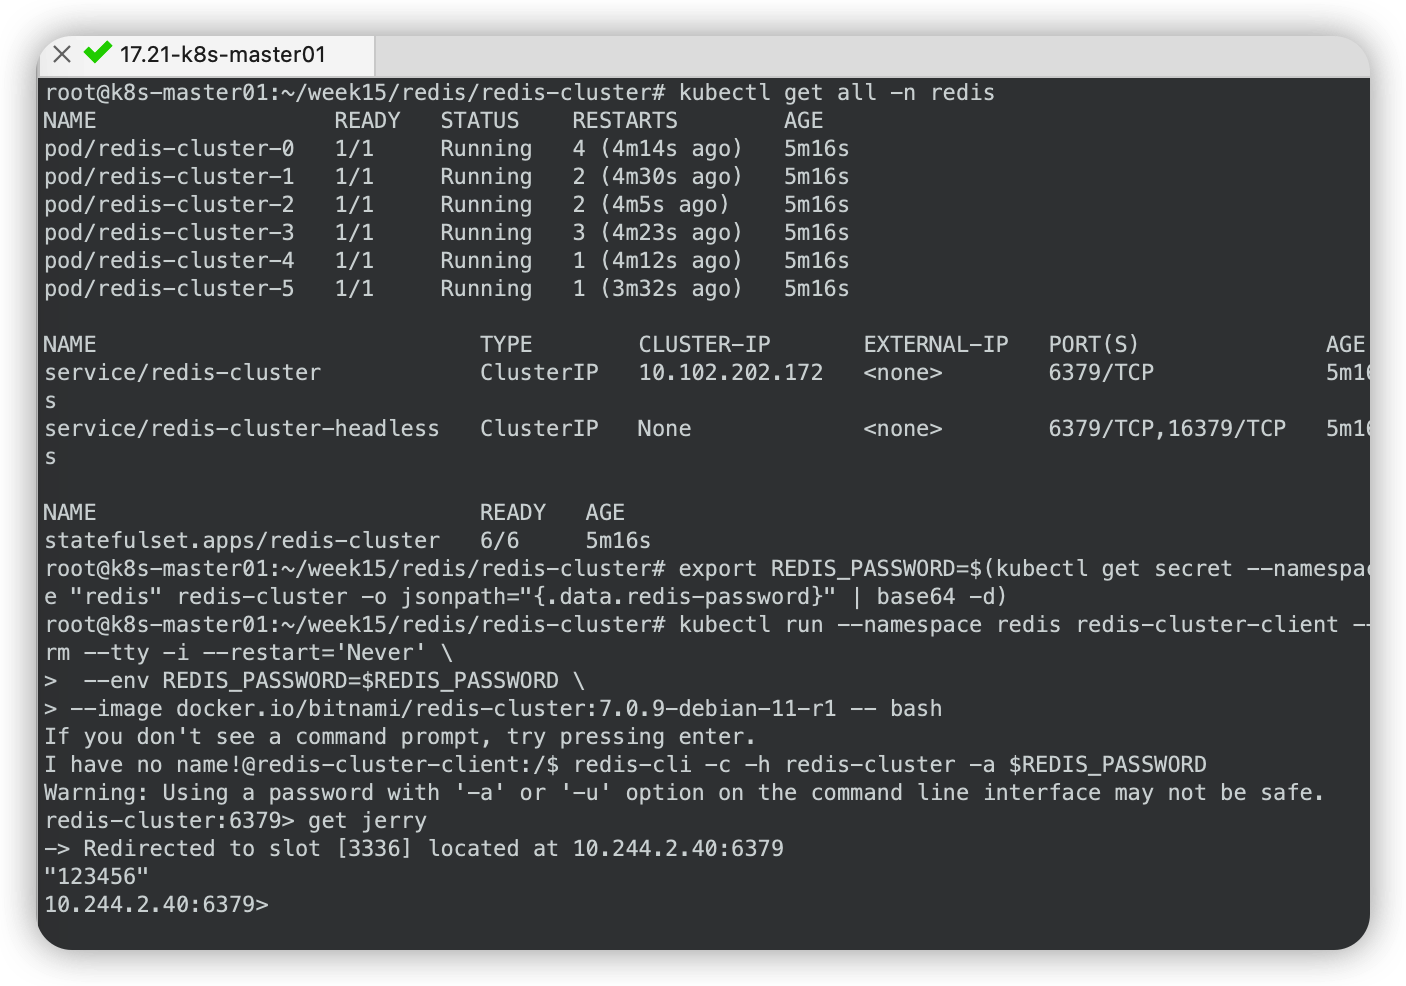 17.21-k8s-master01
root@k8s-master01:~/week15/redis/redis-cluster# kubectl get all -n redis
NAME                  READY   STATUS    RESTARTS        AGE
pod/redis-cluster-0   1/1     Running   4 (4m14s ago)   5m16s
pod/redis-cluster-1   1/1     Running   2 (4m30s ago)   5m16s
pod/redis-cluster-2   1/1     Running   2 (4m5s ago)    5m16s
pod/redis-cluster-3   1/1     Running   3 (4m23s ago)   5m16s
pod/redis-cluster-4   1/1     Running   1 (4m12s ago)   5m16s
pod/redis-cluster-5   1/1     Running   1 (3m32s ago)   5m16s
NAME                             TYPE        CLUSTER-IP       EXTERNAL-IP   PORT(S)              AGE
service/redis-cluster            ClusterIP   10.102.202.172   <none>        6379/TCP             5m16
s
service/redis-cluster-headless   ClusterIP   None             <none>        6379/TCP,16379/TCP   5m16
s
NAME                             READY   AGE
statefulset.apps/redis-cluster   6/6     5m16s
root@k8s-master01:~/week15/redis/redis-cluster# export REDIS_PASSWORD=$(kubectl get secret --namespac
e "redis" redis-cluster -o jsonpath="{.data.redis-password}" | base64 -d)
root@k8s-master01:~/week15/redis/redis-cluster# kubectl run --namespace redis redis-cluster-client --
rm --tty -i --restart='Never' \
>  --env REDIS_PASSWORD=$REDIS_PASSWORD \
> --image docker.io/bitnami/redis-cluster:7.0.9-debian-11-r1 -- bash
If you don't see a command prompt, try pressing enter.
I have no name!@redis-cluster-client:/$ redis-cli -c -h redis-cluster -a $REDIS_PASSWORD
Warning: Using a password with '-a' or '-u' option on the command line interface may not be safe.
redis-cluster:6379> get jerry
-> Redirected to slot [3336] located at 10.244.2.40:6379
"123456"
10.244.2.40:6379>